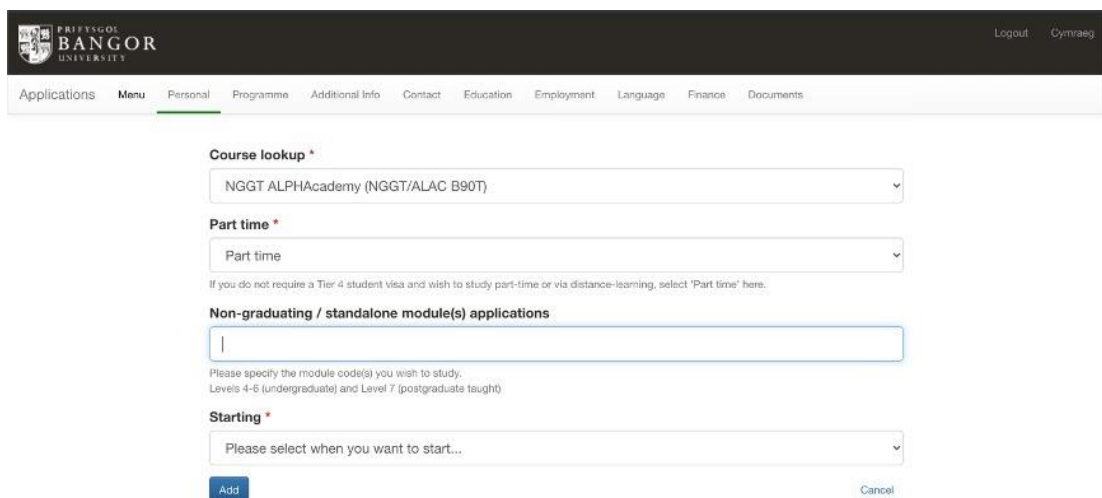 PRIFYSGOL
BANGOR
UNIVERSITY
Logout Cymraeg
Applications Menu Personal Programme Additional Info Contact Education Employment Language Finance Documents
Course lookup *
NGGT ALPHAcademy (NGGT/ALAC B90T)
Part time *
Part time
If you do not require a Tier 4 student visa and wish to study part-time or via distance-learning, select 'Part time' here.
Non-graduating / standalone module(s) applications
Please specify the module code(s) you wish to study.
Levels 4-6 (undergraduate) and Level 7 (postgraduate taught)
Starting *
Please select when you want to start...
Add Cancel